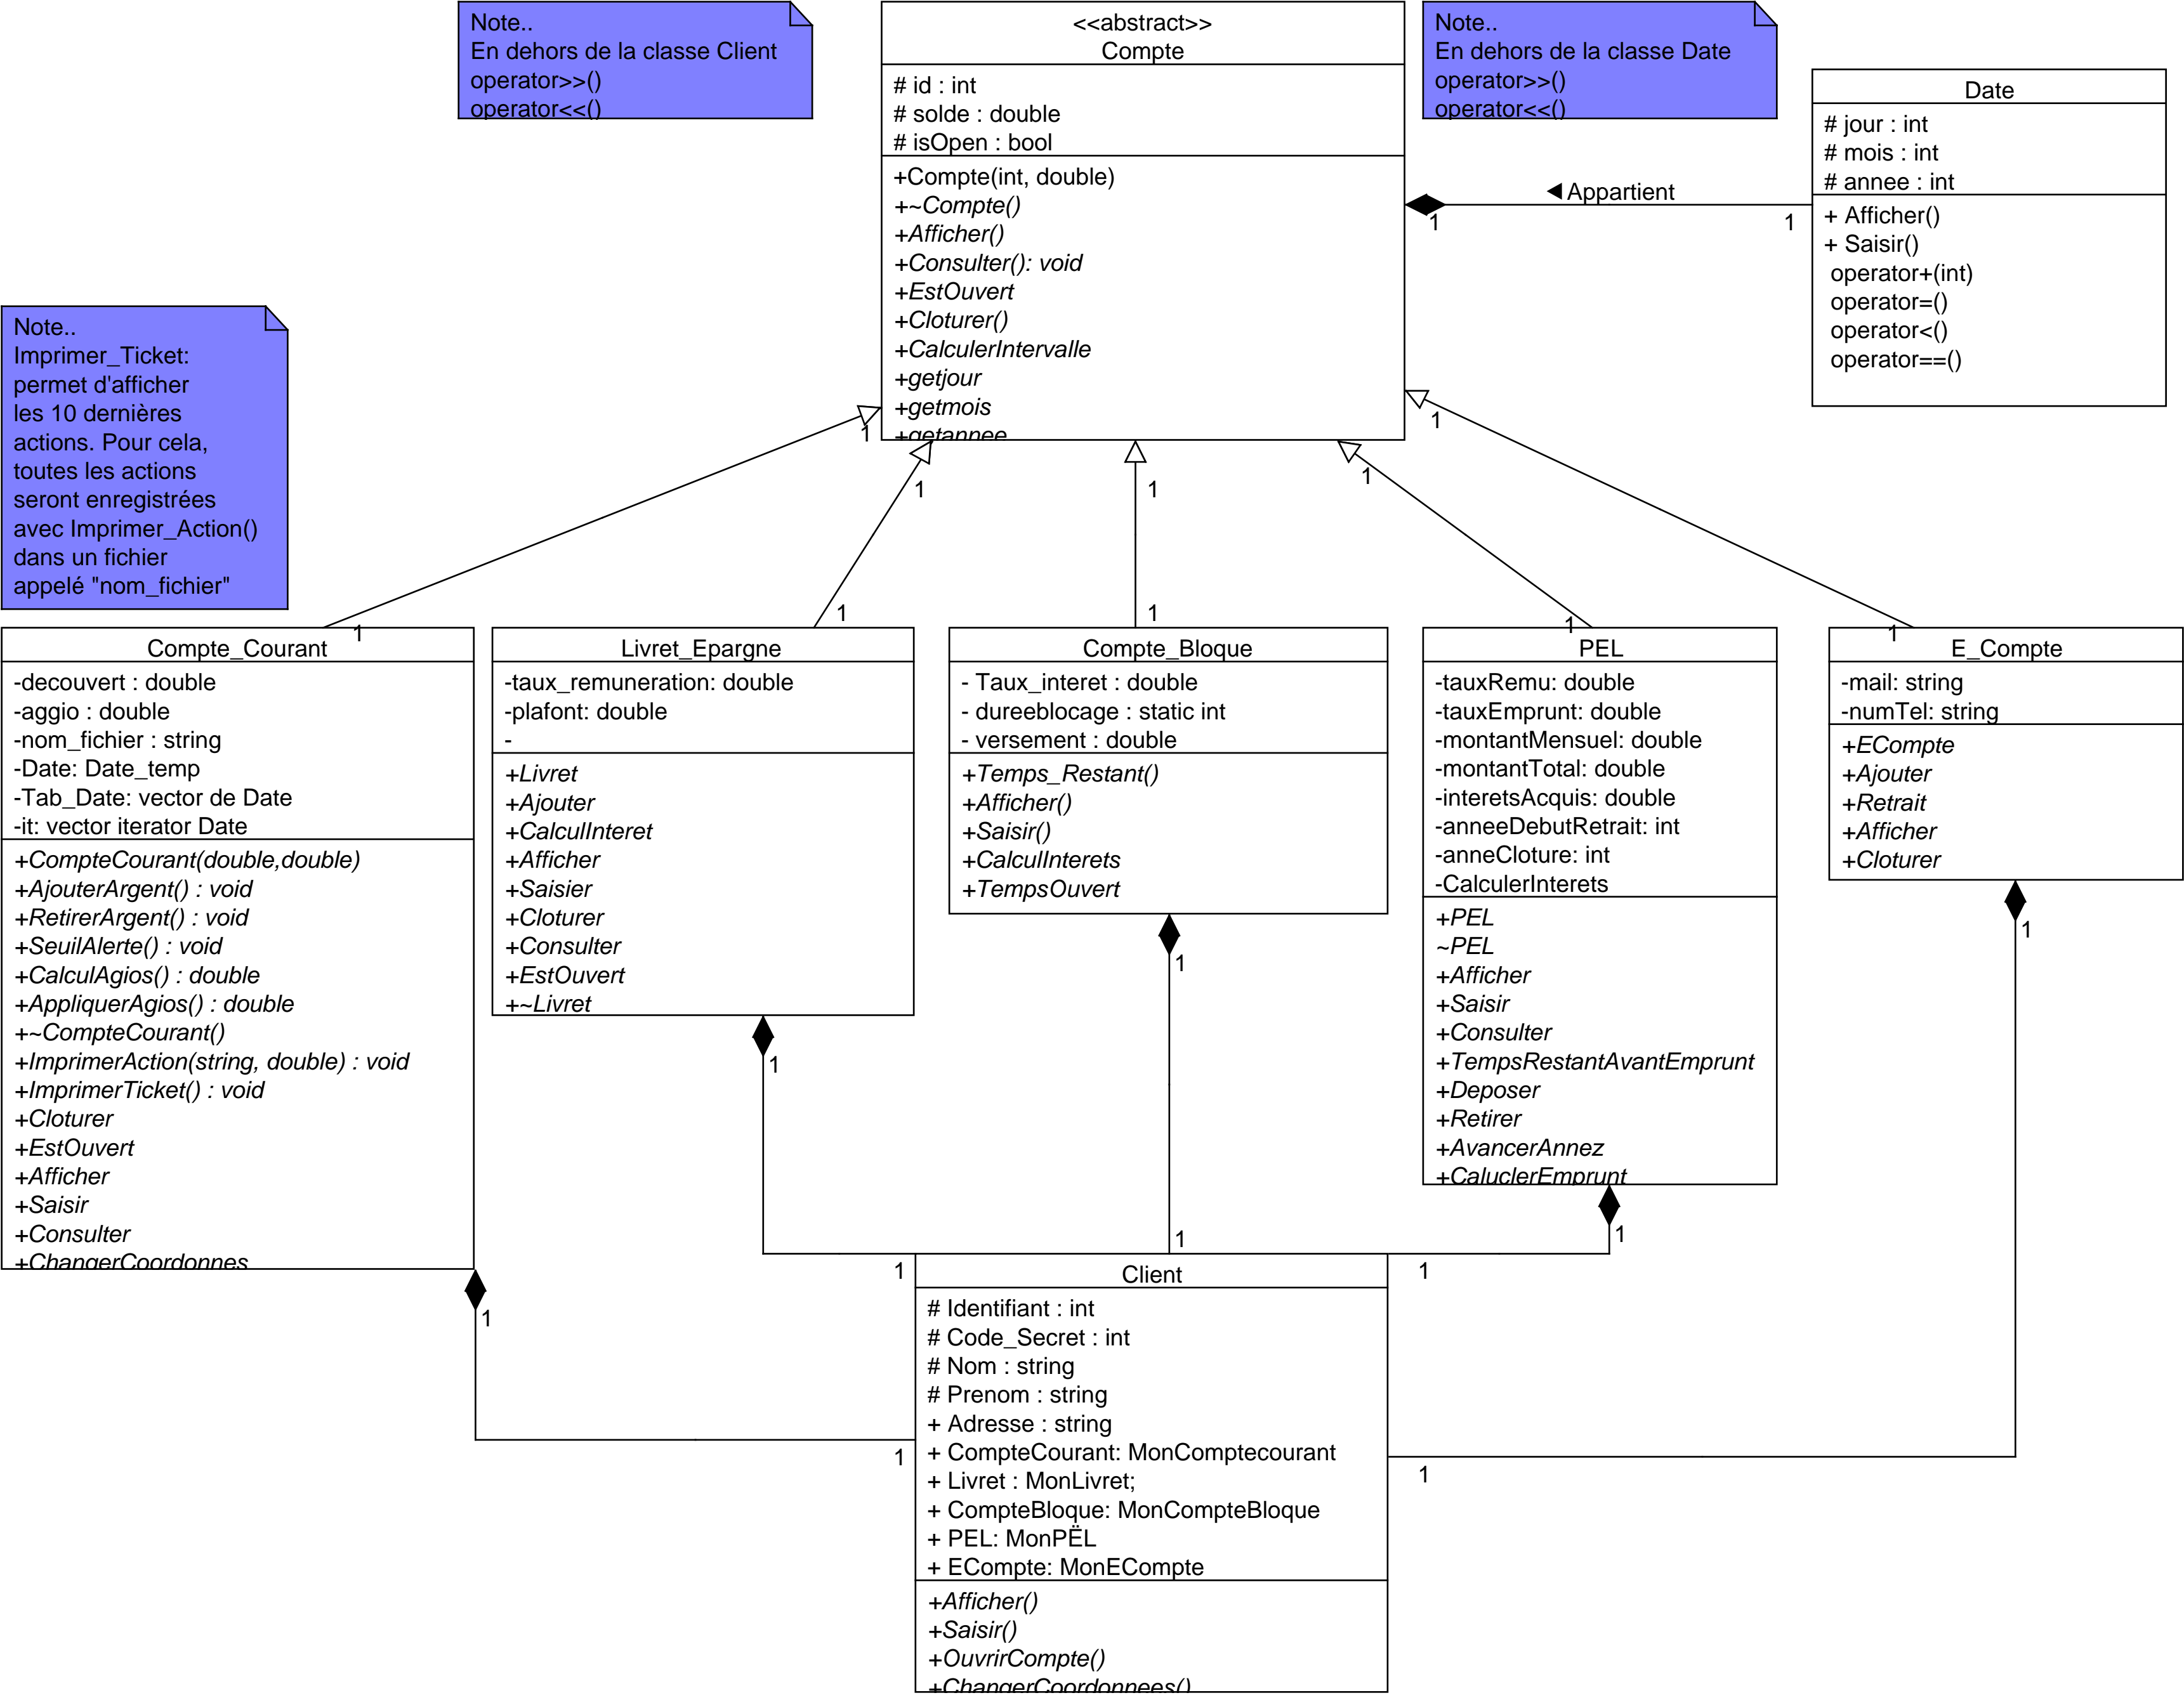 Note..
En dehors de la classe Client
operator>>()
operator<<()
<<abstract>>
Compte
# id : int
# solde : double
# isOpen : bool
+Compte(int, double)
+~Compte()
+Afficher()
+Consulter(): void
+EstOuvert
+Cloturer()
+CalculerIntervalle
+getjour
+getmois
+getannee
Note..
En dehors de la classe Date
operator>>()
operator<<()
Date
# jour : int
# mois : int
# annee : int
+ Afficher()
+ Saisir()
operator+(int)
operator=()
operator<()
operator==()
◀ Appartient
1
1
Note..
Imprimer_Ticket:
permet d'afficher
les 10 dernières
actions. Pour cela,
toutes les actions
seront enregistrées
avec Imprimer_Action()
dans un fichier
appelé "nom_fichier"
1
1
1
1
1
1
1
1
1
1
Compte_Courant
-decouvert : double
-aggio : double
-nom_fichier : string
-Date: Date_temp
-Tab_Date: vector de Date
-it: vector iterator Date
+CompteCourant(double,double)
+AjouterArgent() : void
+RetirerArgent() : void
+SeuilAlerte() : void
+CalculAgios() : double
+AppliquerAgios() : double
+~CompteCourant()
+ImprimerAction(string, double) : void
+ImprimerTicket() : void
+Cloturer
+EstOuvert
+Afficher
+Saisir
+Consulter
+ChangerCoordonnes
Livret_Epargne
-taux_remuneration: double
-plafont: double
-
+Livret
+Ajouter
+CalculInteret
+Afficher
+Saisier
+Cloturer
+Consulter
+EstOuvert
+~Livret
Compte_Bloque
- Taux_interet : double
- dureeblocage : static int
- versement : double
+Temps_Restant()
+Afficher()
+Saisir()
+CalculInterets
+TempsOuvert
PEL
-tauxRemu: double
-tauxEmprunt: double
-montantMensuel: double
-montantTotal: double
-interetsAcquis: double
-anneeDebutRetrait: int
-anneCloture: int
-CalculerInterets
+PEL
~PEL
+Afficher
+Saisir
+Consulter
+TempsRestantAvantEmprunt
+Deposer
+Retirer
+AvancerAnnez
+CaluclerEmprunt
E_Compte
-mail: string
-numTel: string
+ECompte
+Ajouter
+Retrait
+Afficher
+Cloturer
1
1
1
1
1
1
1
1
1
1
Client
# Identifiant : int
# Code_Secret : int
# Nom : string
# Prenom : string
+ Adresse : string
+ CompteCourant: MonComptecourant
+ Livret : MonLivret;
+ CompteBloque: MonCompteBloque
+ PEL: MonPËL
+ ECompte: MonECompte
+Afficher()
+Saisir()
+OuvrirCompte()
+ChangerCoordonnees()